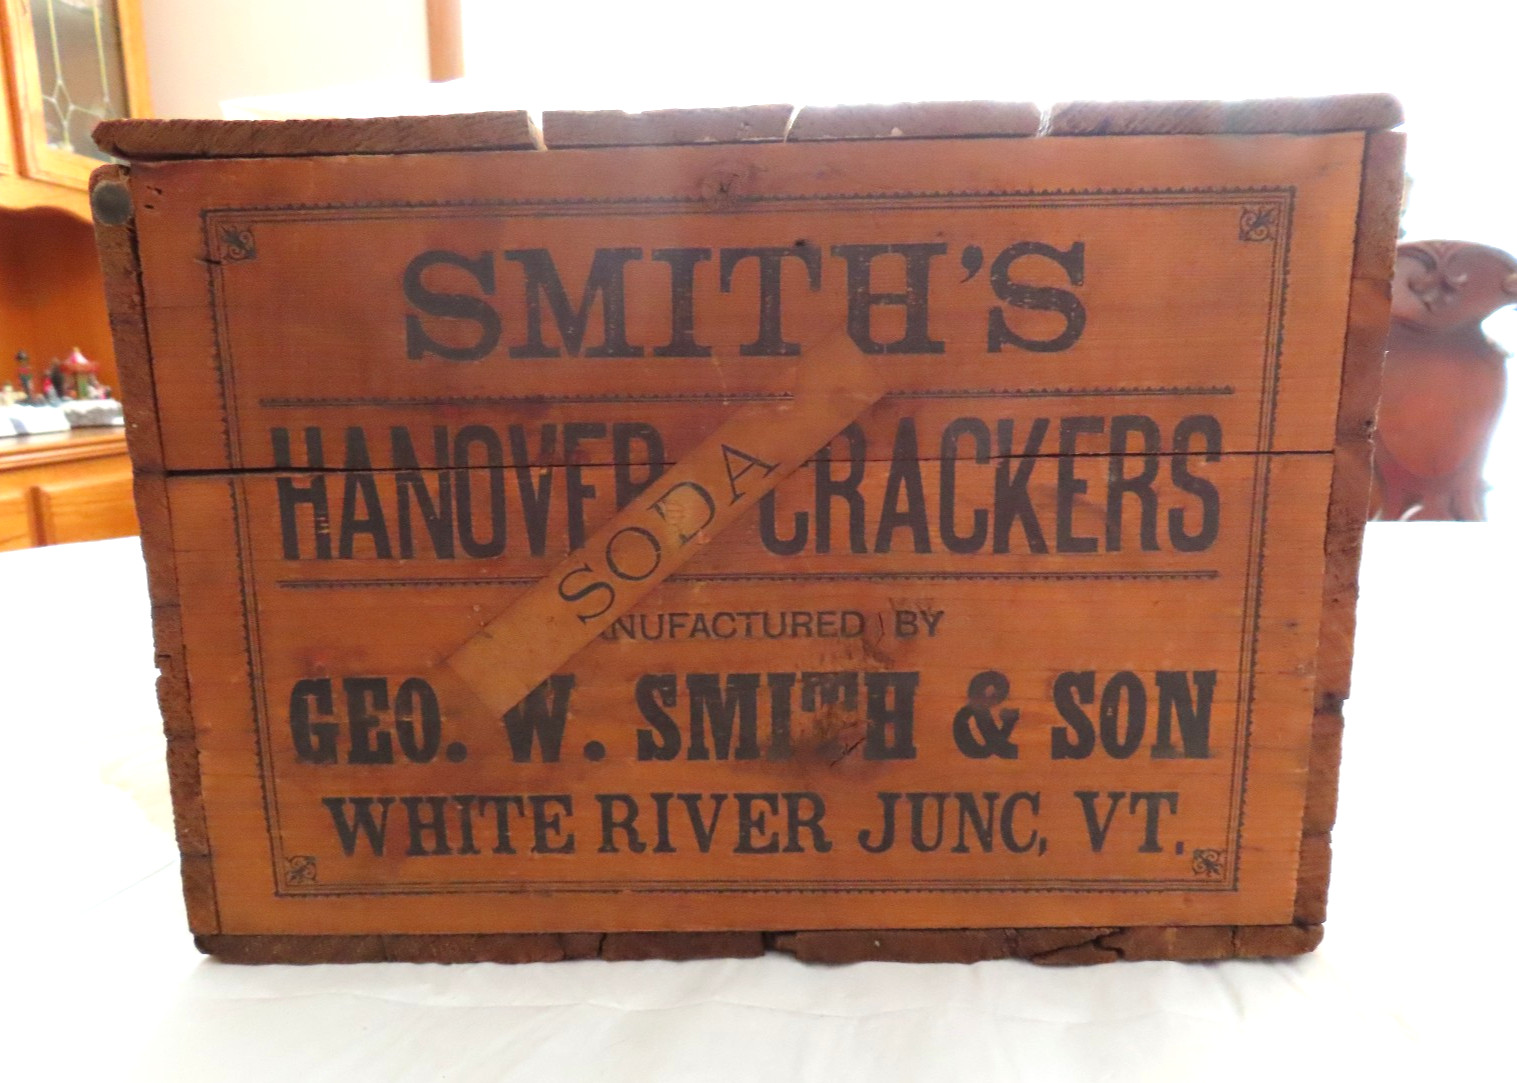 SMITH'S
HANOVER CRACKERS
SODA
MANUFACTURED BY
GEO. W. SMITH & SON
WHITE RIVER JUNC, VT.